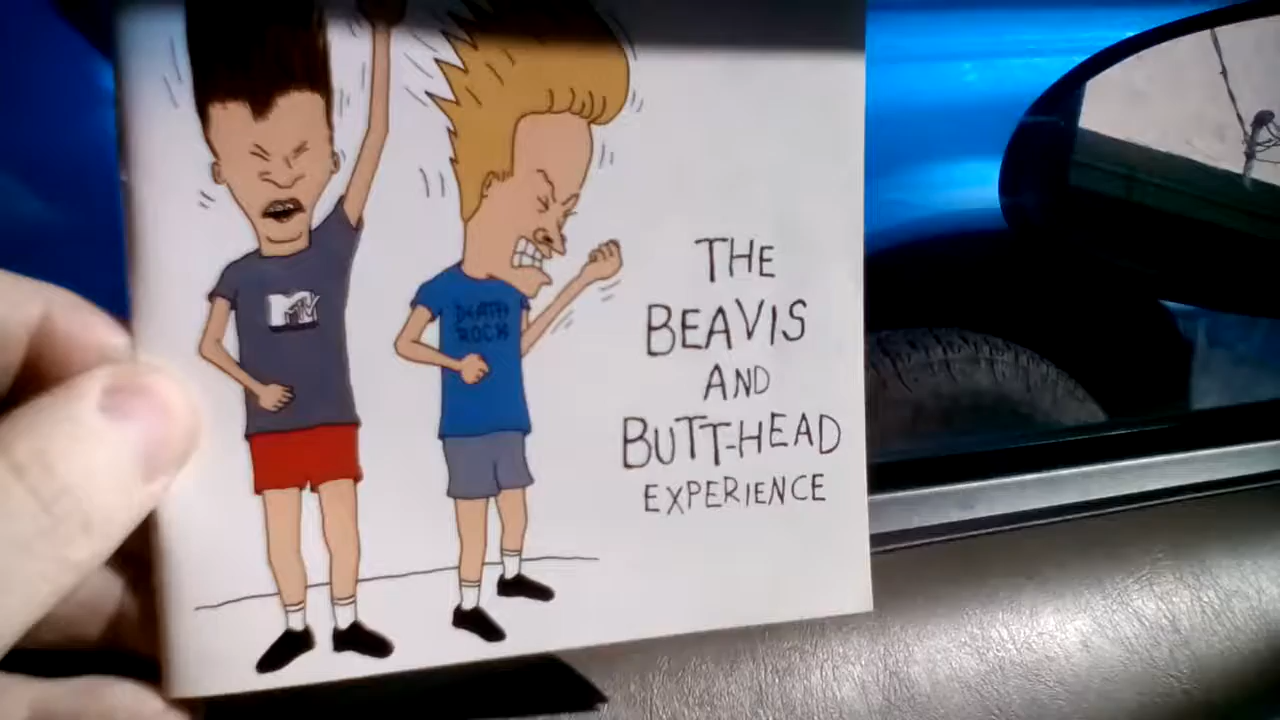 MTV
DEATH
ROCK
THE
BEAVIS
AND
BUTT-HEAD
EXPERIENCE